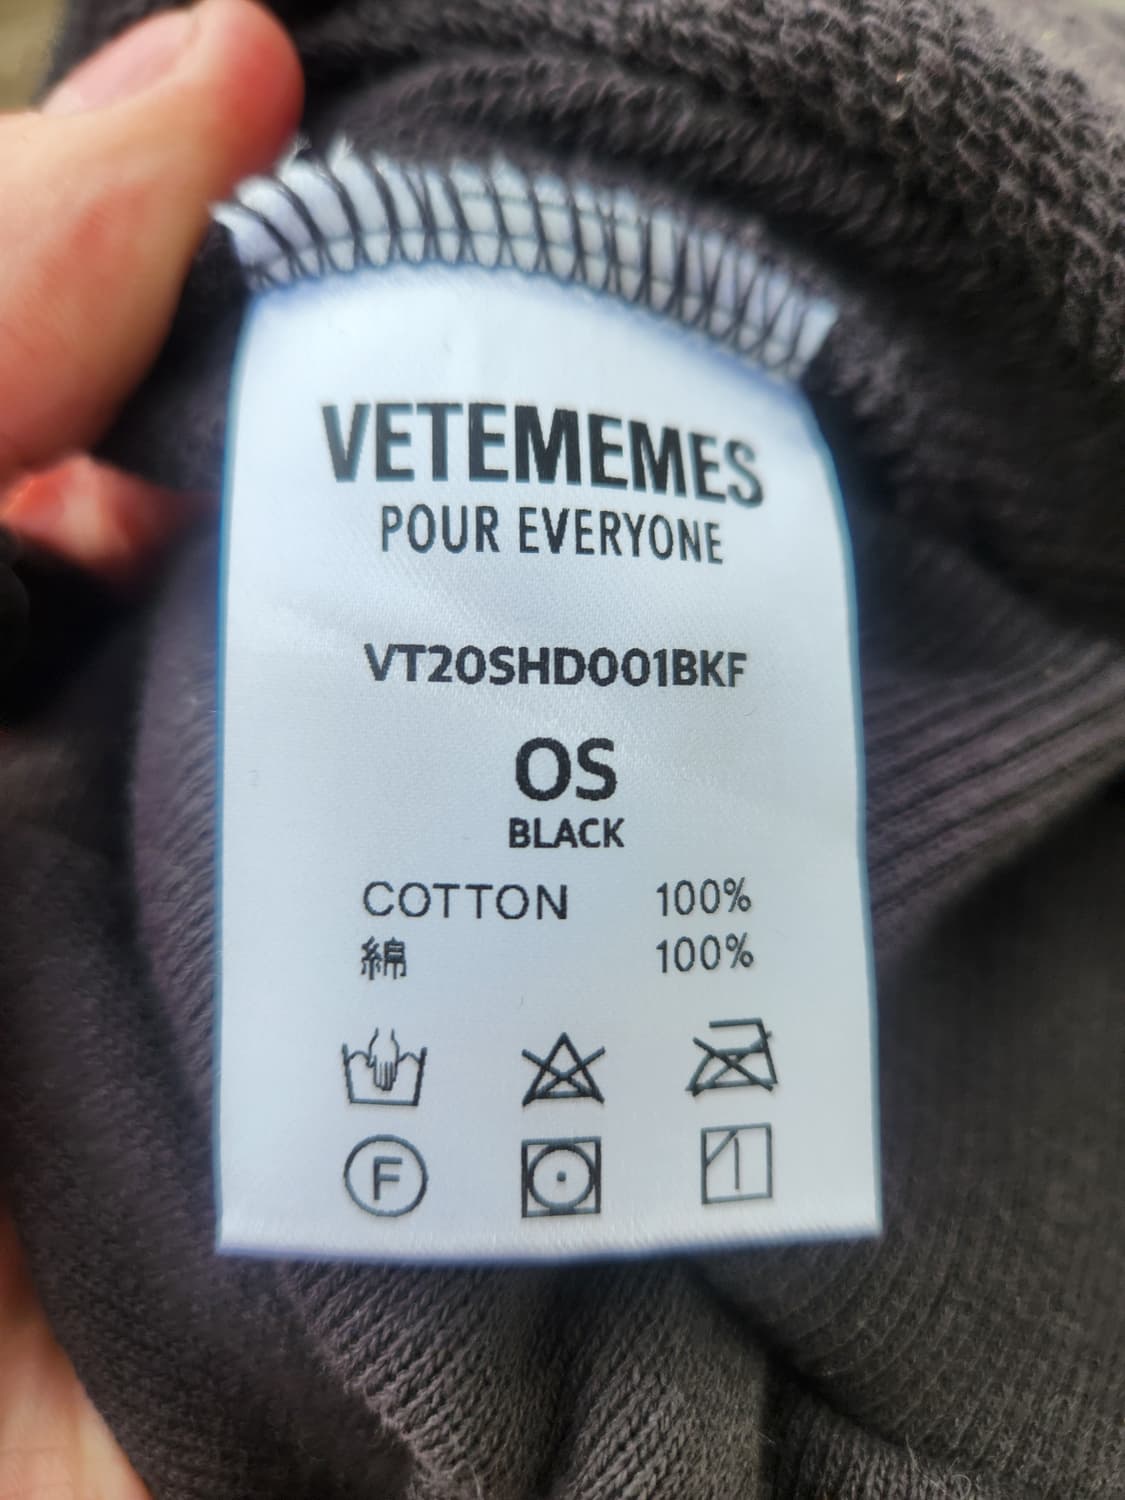 VETEMEMES
POUR EVERYONE
VT20SHD001BKF
OS
BLACK
COTTON 100%
綿 100%
F